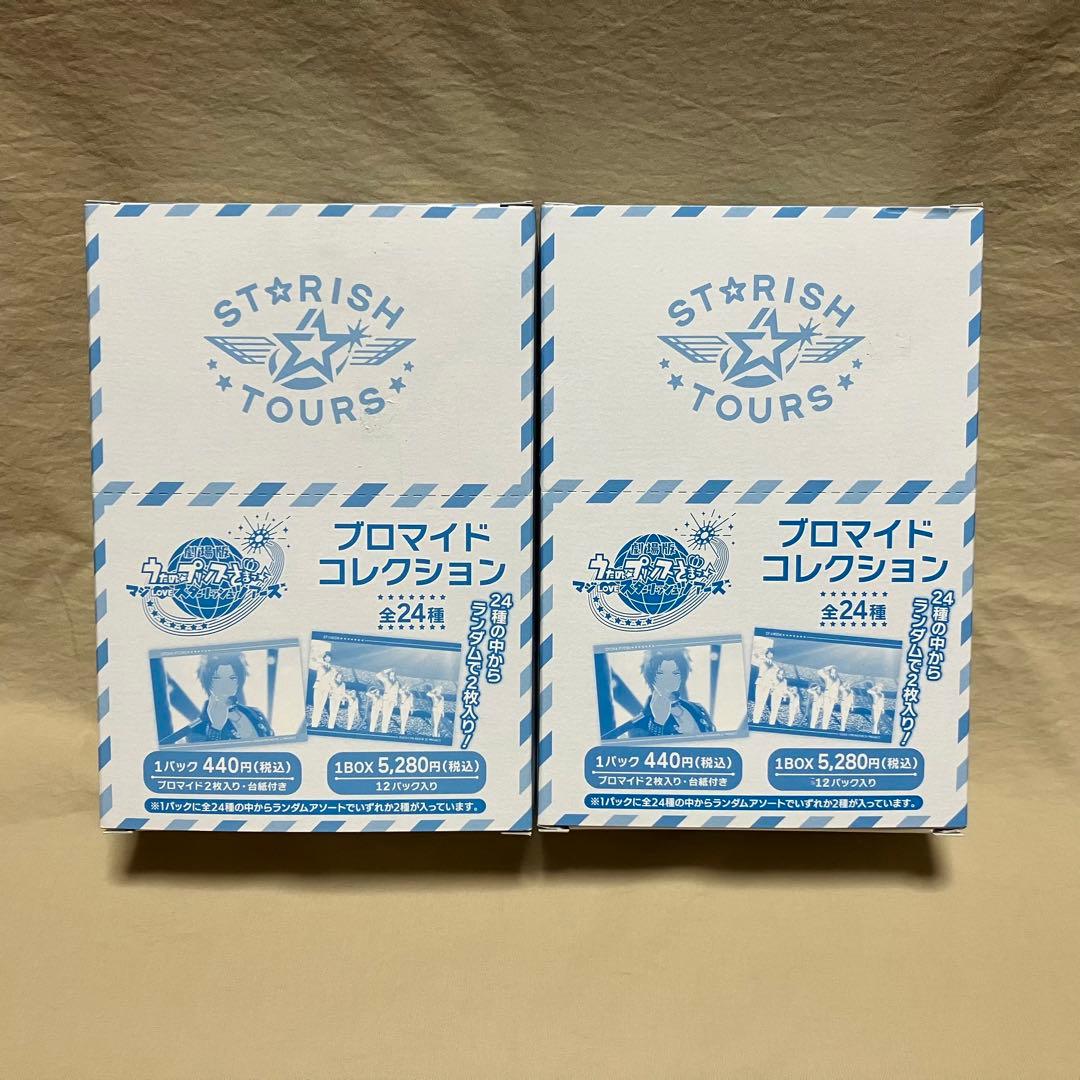 ST☆RISH
TOURS
劇場版
うたの☆プリンスさまっ♪
マジLOVEスターリッシュツアーズ
ブロマイド
コレクション
全24種
24種の中から
ランダムで2枚入り!
1パック 440円(税込)
ブロマイド2枚入り・台紙付き
1BOX 5,280円(税込)
12パック入り
※1パックに全24種の中からランダムアソートでいずれか2種が入っています。
ST☆RISH
TOURS
劇場版
うたの☆プリンスさまっ♪
マジLOVEスターリッシュツアーズ
ブロマイド
コレクション
全24種
24種の中から
ランダムで2枚入り!
1パック 440円(税込)
ブロマイド2枚入り・台紙付き
1BOX 5,280円(税込)
12パック入り
※1パックに全24種の中からランダムアソートでいずれか2種が入っています。